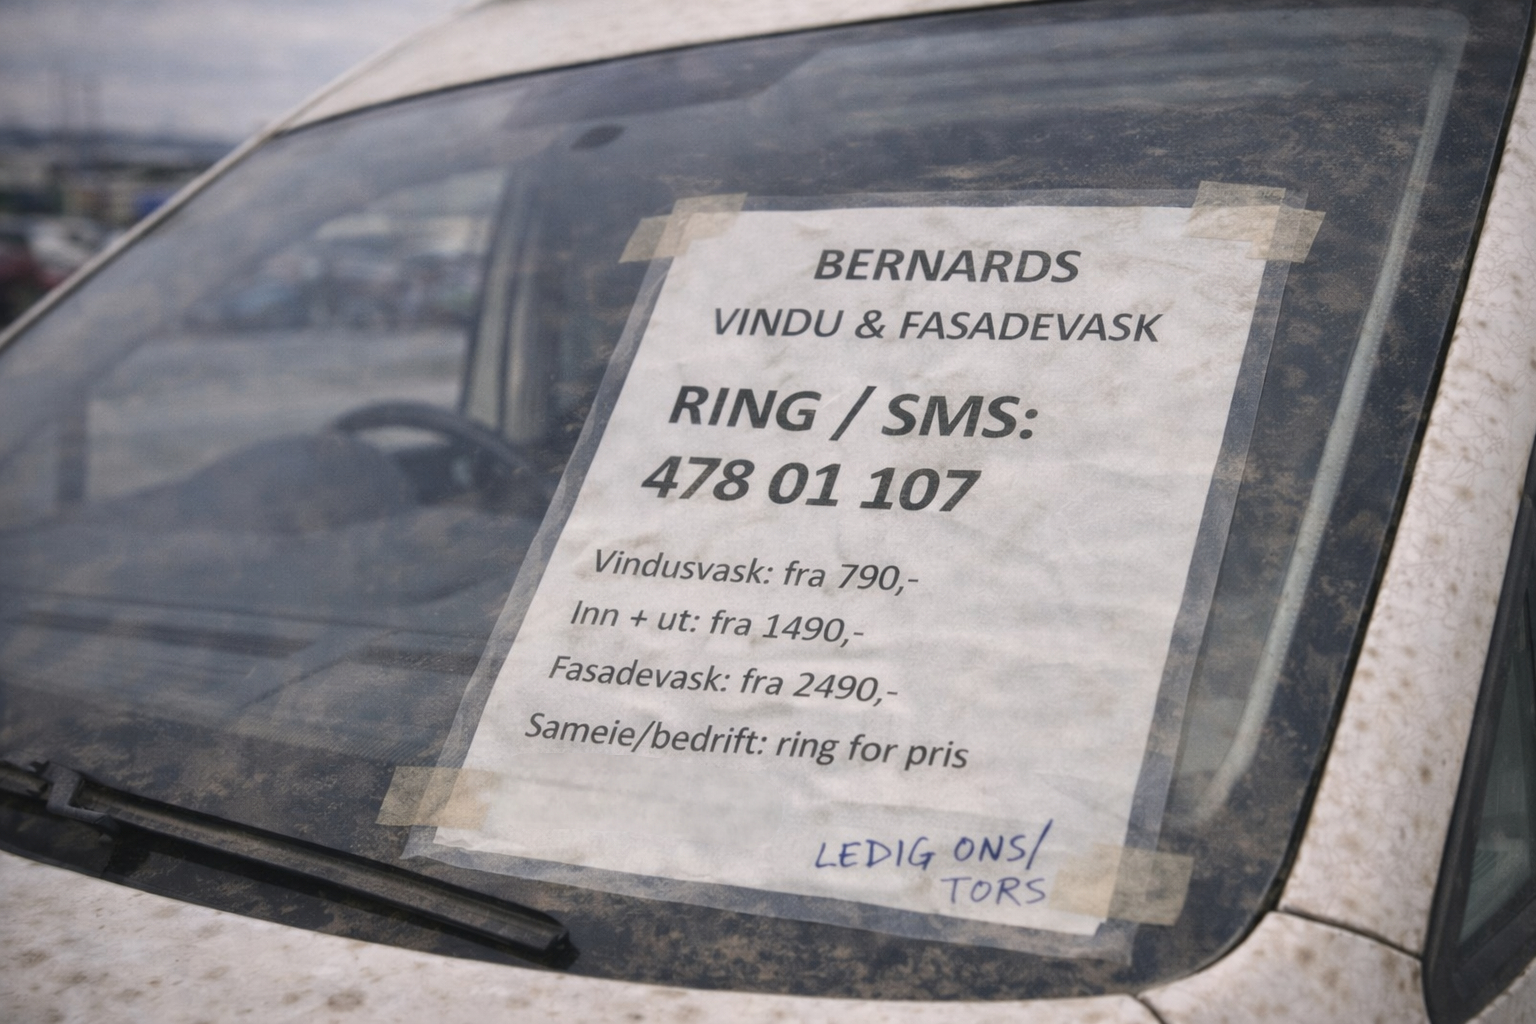 BERNARDS
VINDU & FASADEVASK
RING / SMS:
478 01 107
Vindusvask: fra 790,-
Inn + ut: fra 1490,-
Fasadevask: fra 2490,-
Sameie/bedrift: ring for pris
LEDIG ONS/
TORS